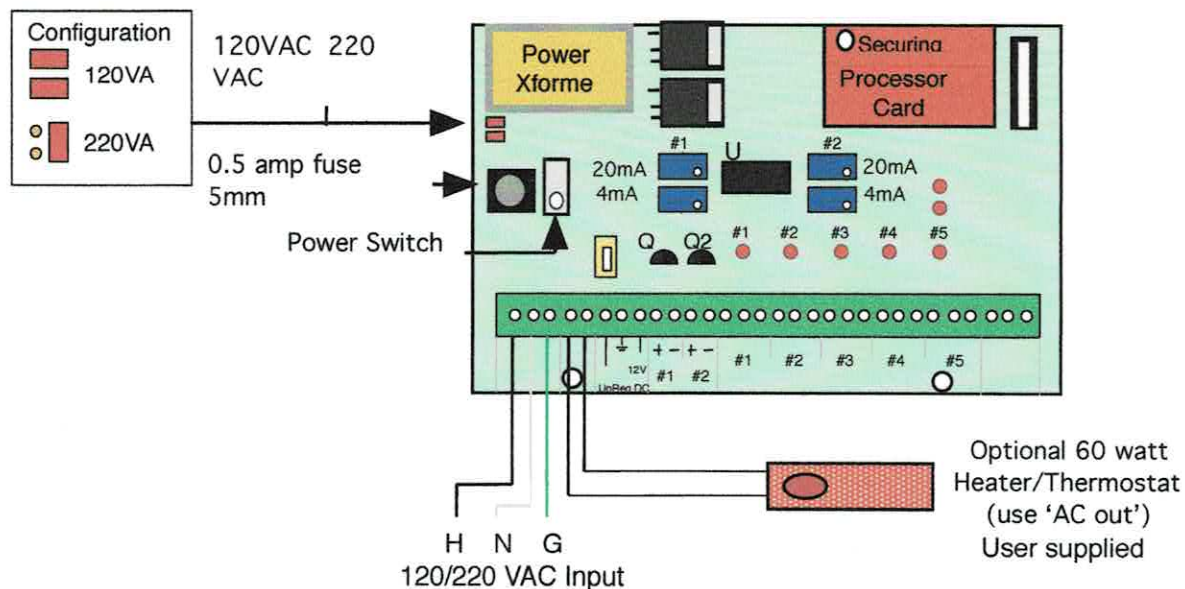 Configuration
120VA
220VA
120VAC 220
VAC
0.5 amp fuse
5mm
Power Switch
Power
Xforme
Securing
Processor
Card
#1
20mA
4mA
U
#2
20mA
4mA
Q
Q2
#1
#2
#3
#4
#5
+ - + -
12V
UnReg DC
#1
#2
#1
#2
#3
#4
#5
H N G
120/220 VAC Input
Optional 60 watt
Heater/Thermostat
(use ‘AC out’)
User supplied